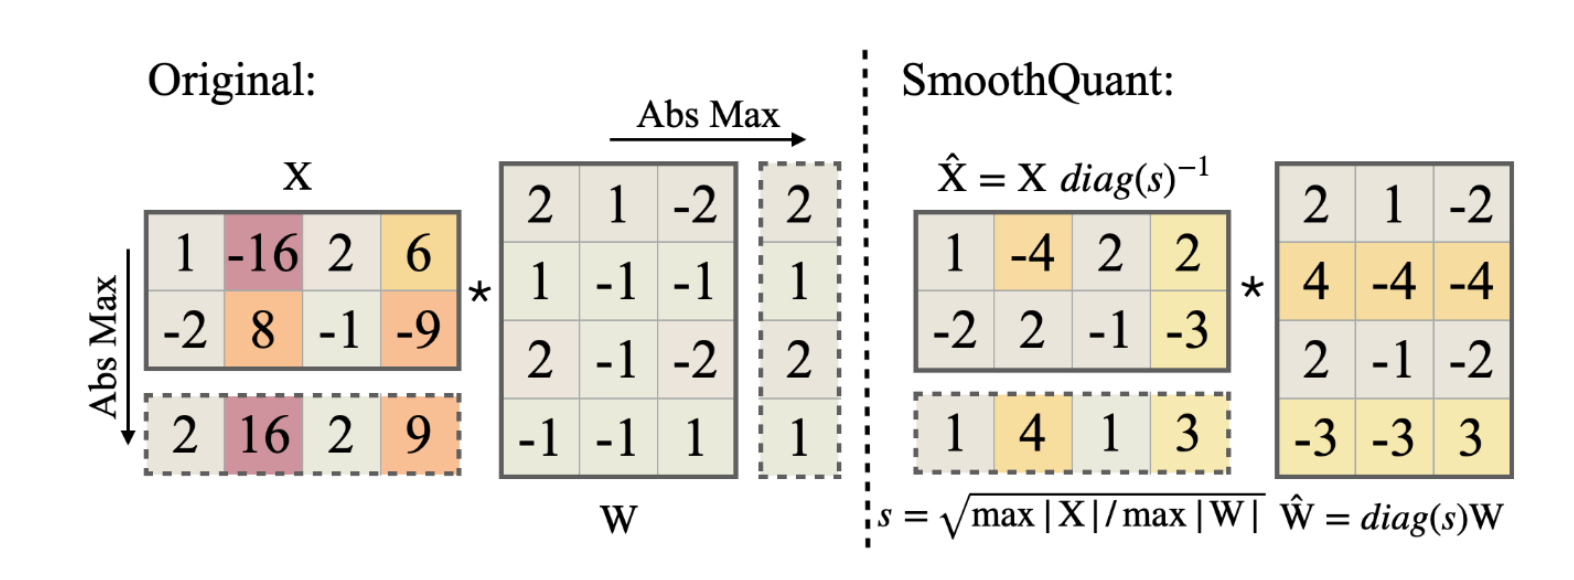 Original:
Abs Max
X
1 -16 2 6
-2 8 -1 -9
Abs Max
2 16 2 9
*
2 1 -2
1 -1 -1
2 -1 -2
-1 -1 1
2
1
2
1
W
SmoothQuant:
X̂ = X diag(s)⁻¹
1 -4 2 2
-2 2 -1 -3
1 4 1 3
*
2 1 -2
4 -4 -4
2 -1 -2
-3 -3 3
s = √max |X| / max |W|
Ŵ = diag(s)W